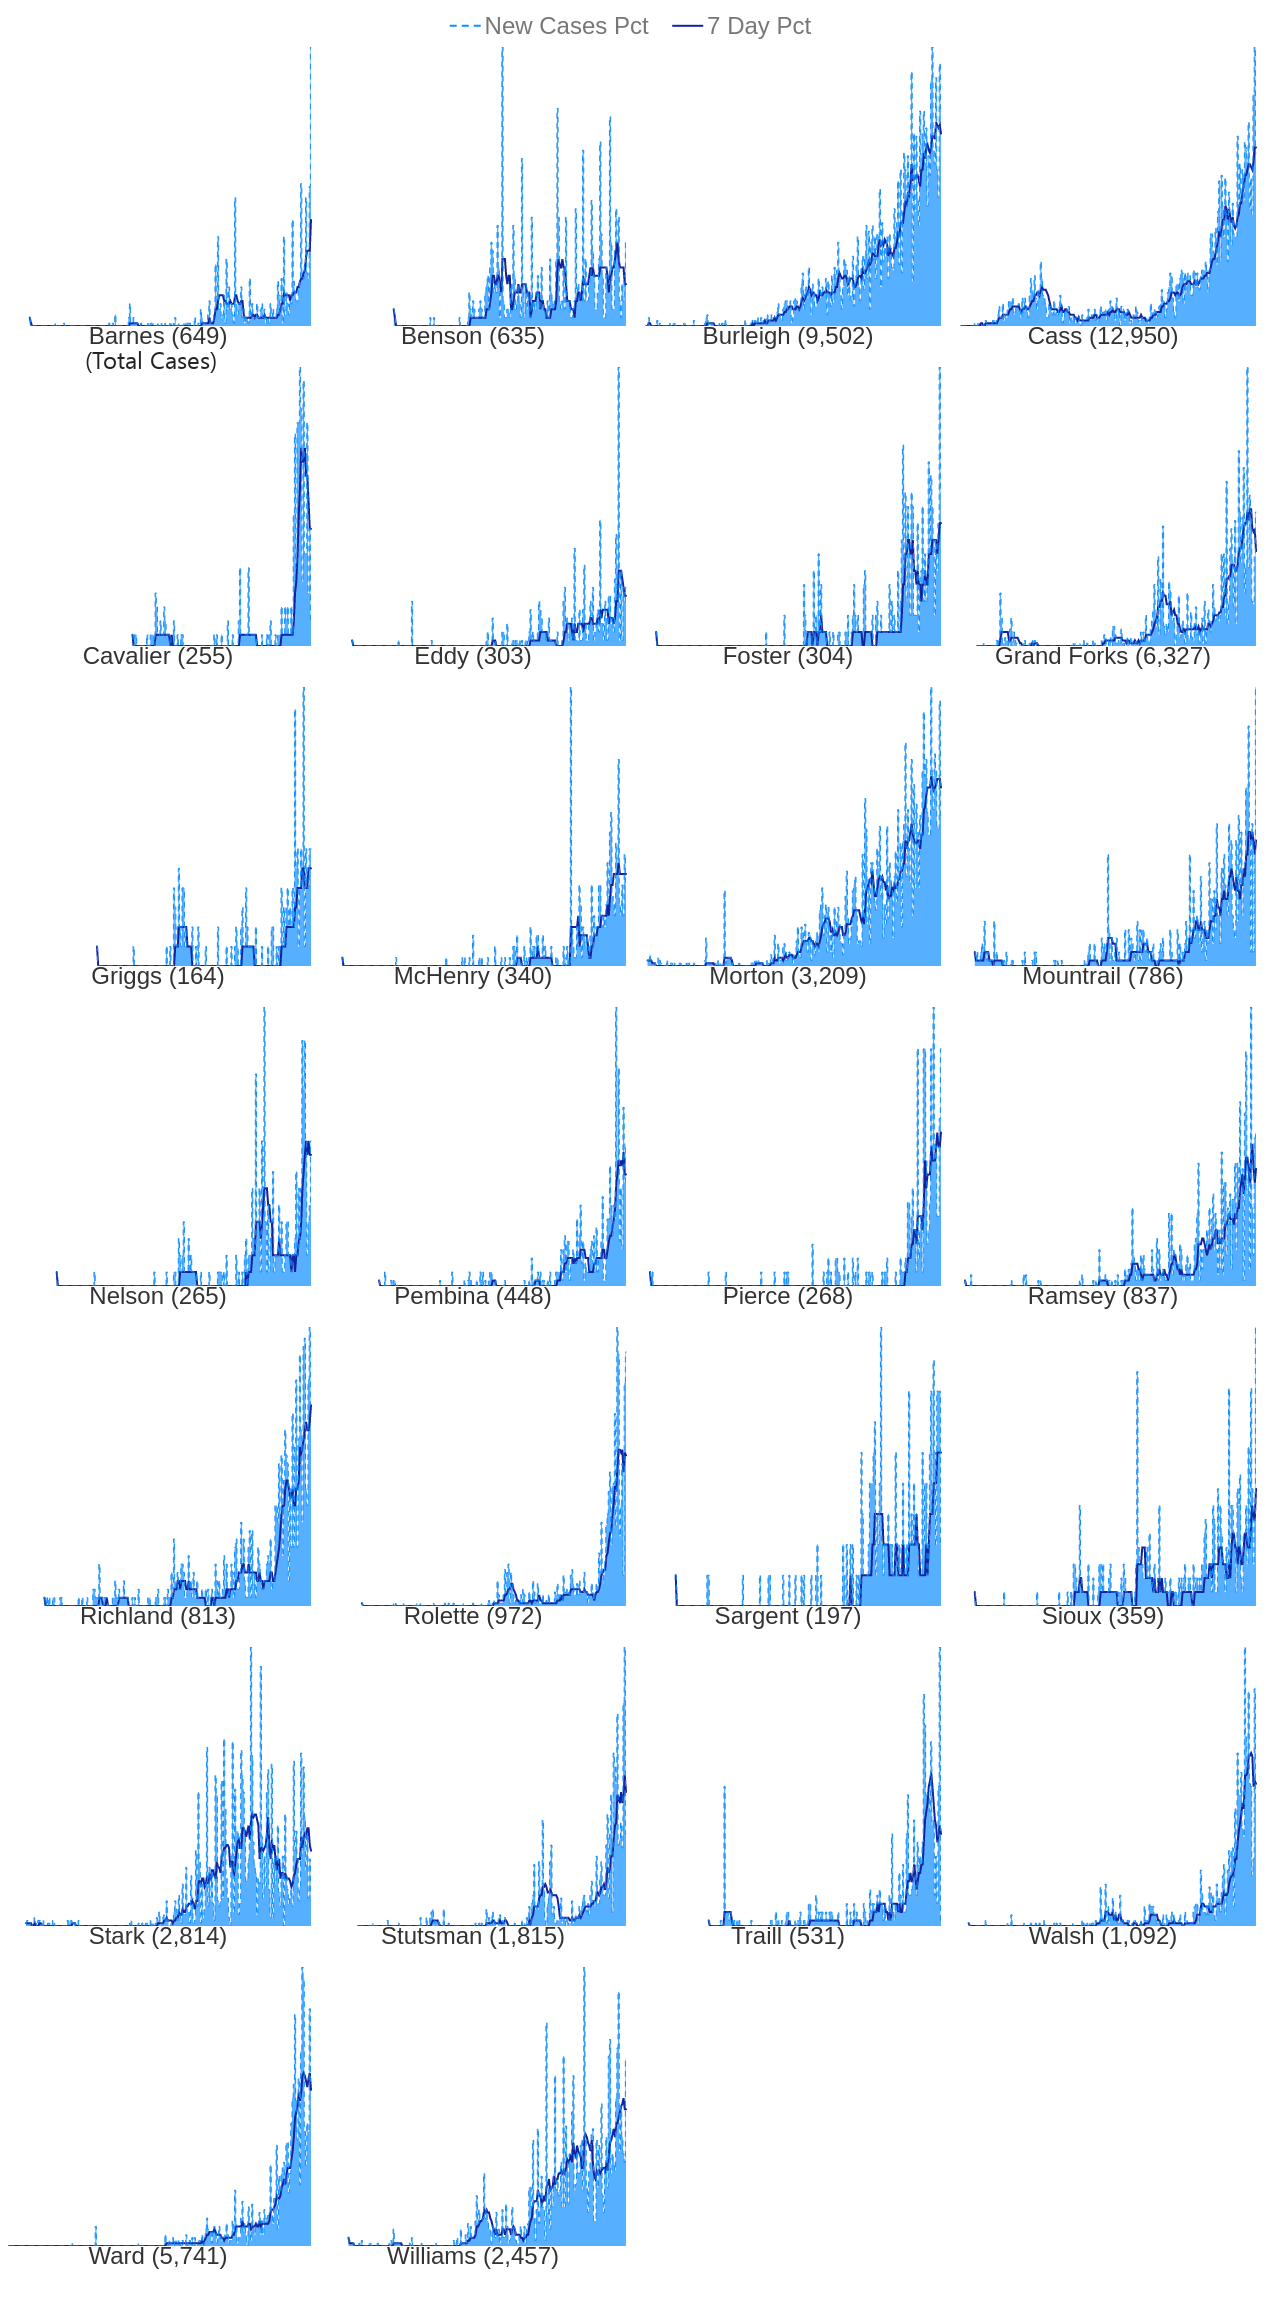 New Cases Pct 7 Day Pct
Barnes (649) Benson (635) Burleigh (9,502) Cass (12,950)
(Total Cases)
Cavalier (255) Eddy (303) Foster (304) Grand Forks (6,327)
Griggs (164) McHenry (340) Morton (3,209) Mountrail (786)
Nelson (265) Pembina (448) Pierce (268) Ramsey (837)
Richland (813) Rolette (972) Sargent (197) Sioux (359)
Stark (2,814) Stutsman (1,815) Traill (531) Walsh (1,092)
Ward (5,741) Williams (2,457)